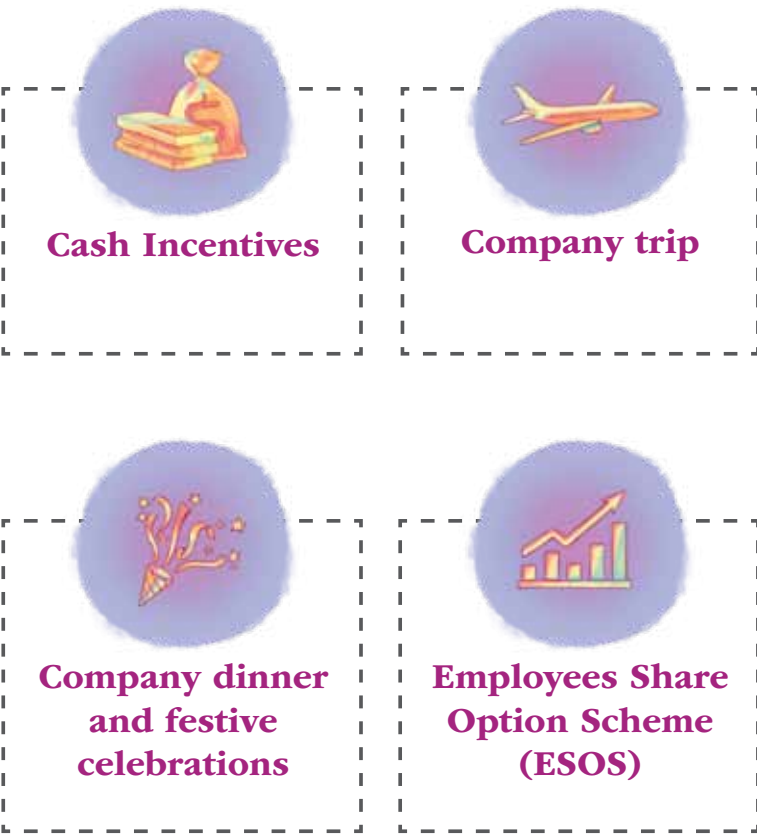 Cash Incentives
Company trip
Company dinner
and festive
celebrations
Employees Share
Option Scheme
(ESOS)